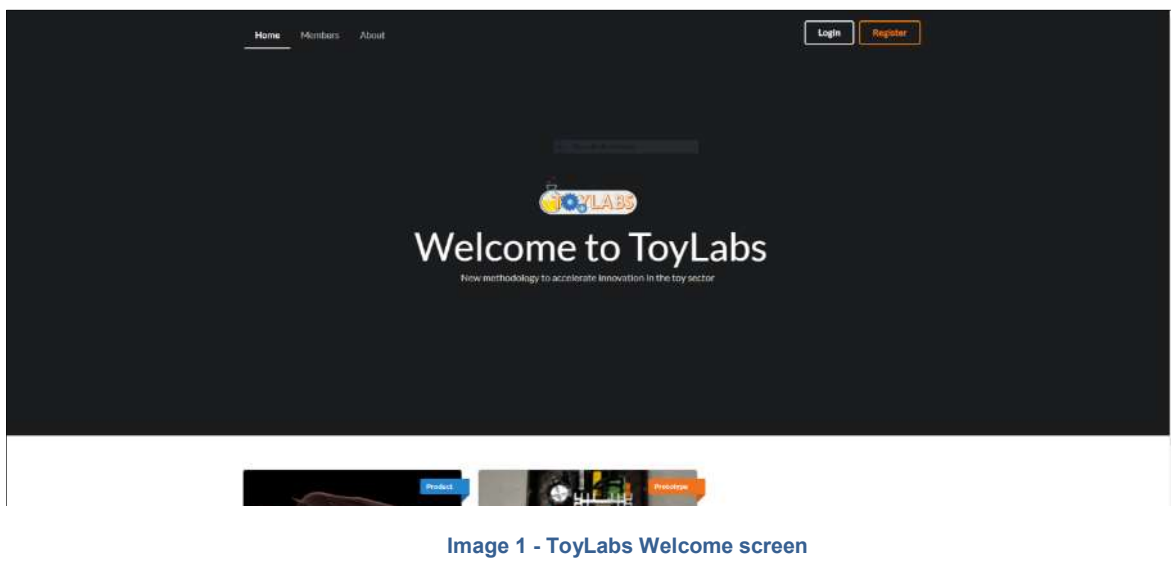 Home Members About Login Register
TOYLABS
Welcome to ToyLabs
New methodology to accelerate innovation in the toy sector
Product Prototype
Image 1 - ToyLabs Welcome screen